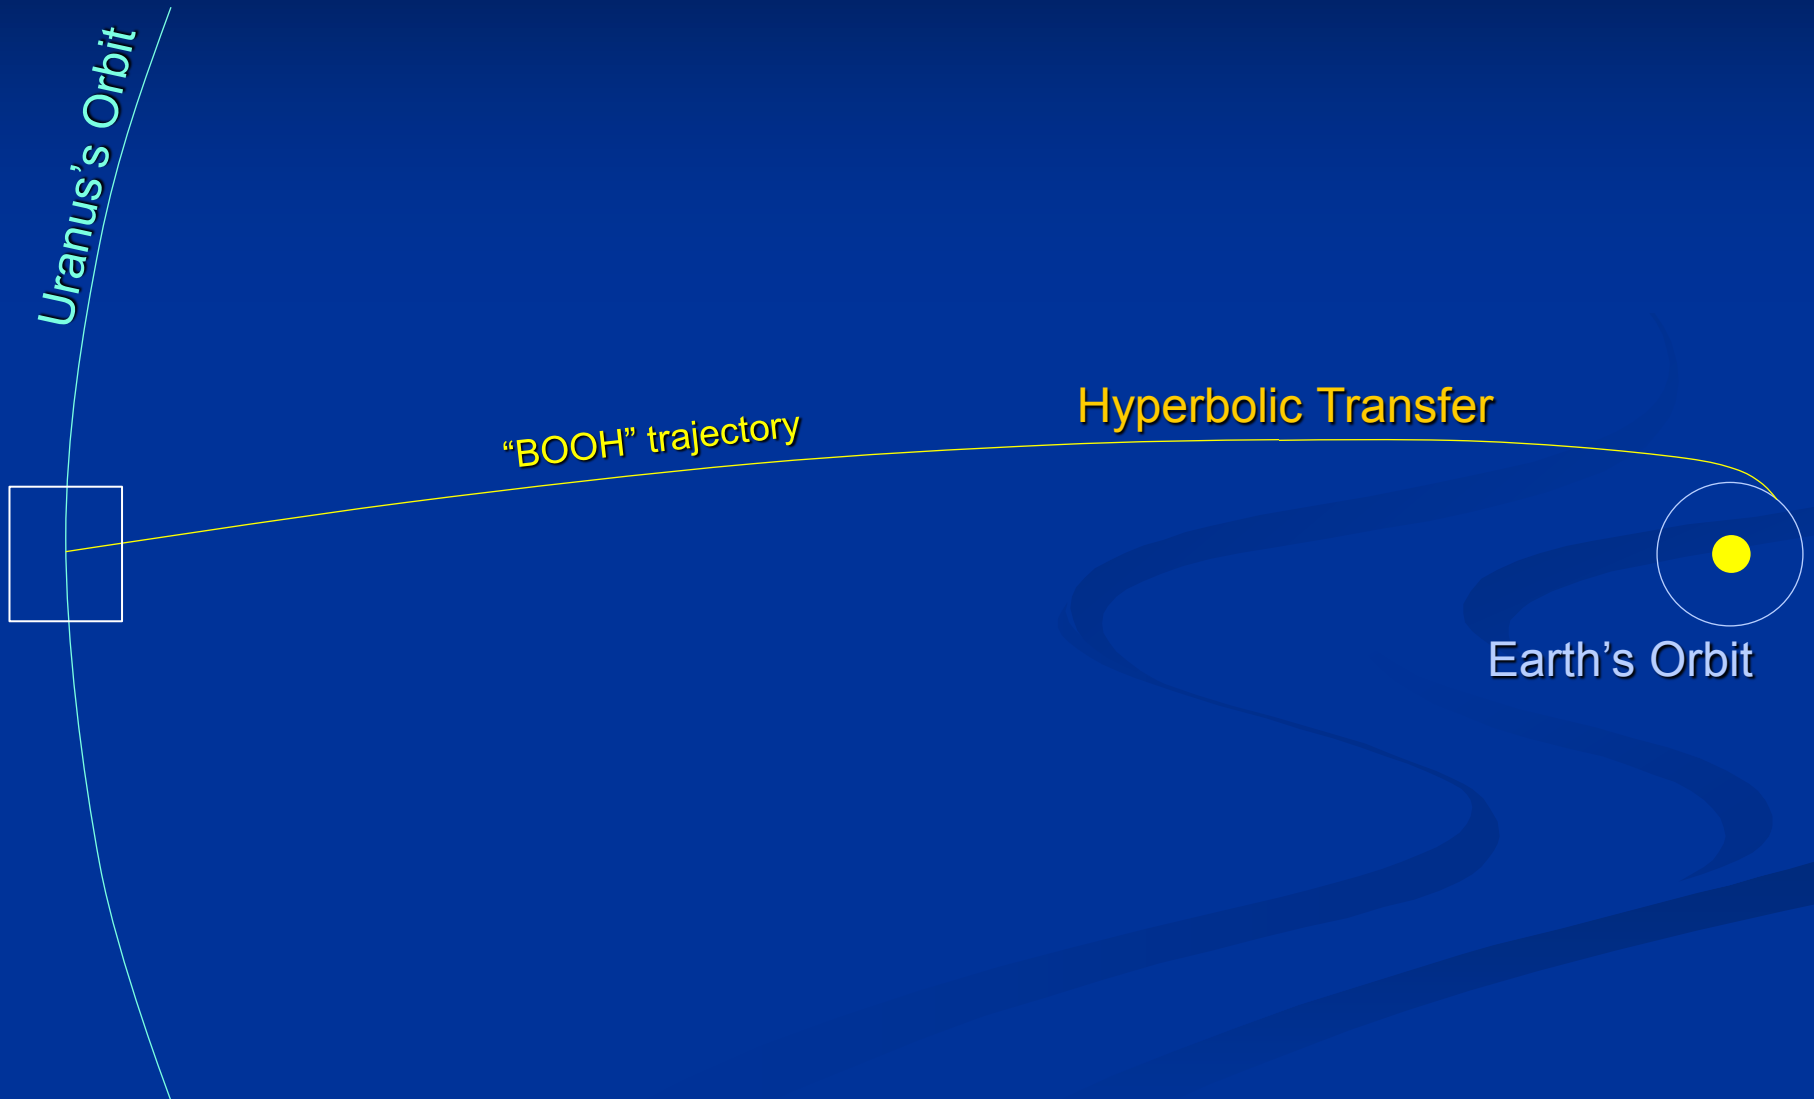 Uranus’s Orbit
Hyperbolic Transfer
“BOOH” trajectory
Earth’s Orbit